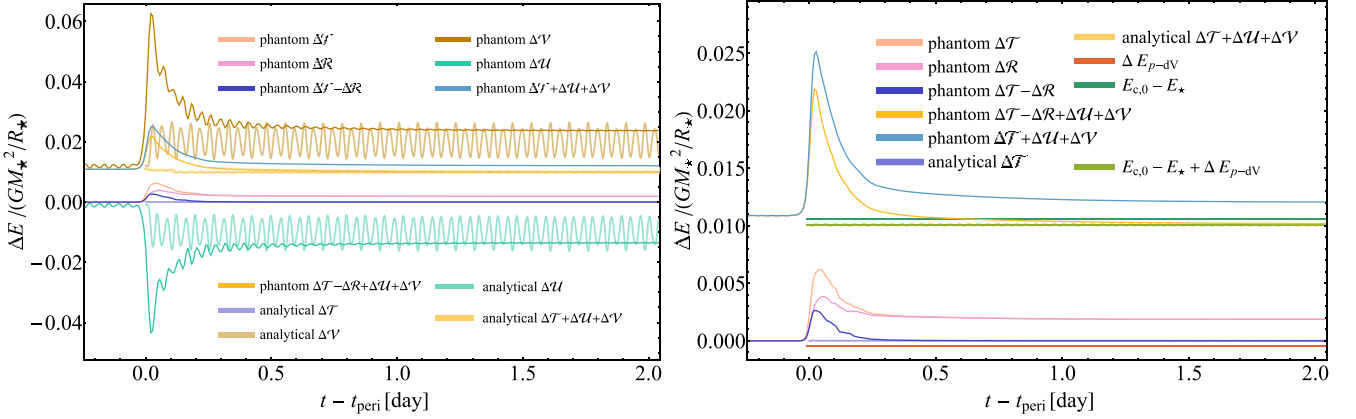 ΔE /(GM⋆²/R⋆)
0.06
0.04
0.02
0.00
−0.02
−0.04
phantom Δ𝒯
phantom Δℛ
phantom Δ𝒯−Δℛ
phantom Δ𝒱
phantom Δ𝒰
phantom Δ𝒯+Δ𝒰+Δ𝒱
phantom Δ𝒯−Δℛ+Δ𝒰+Δ𝒱
analytical Δ𝒯
analytical Δ𝒱
analytical Δ𝒰
analytical Δ𝒯+Δ𝒰+Δ𝒱
0.0 0.5 1.0 1.5 2.0
t − tperi [day]
ΔE /(GM⋆²/R⋆)
0.025
0.020
0.015
0.010
0.005
0.000
phantom Δ𝒯
phantom Δℛ
phantom Δ𝒯−Δℛ
phantom Δ𝒯−Δℛ+Δ𝒰+Δ𝒱
phantom Δ𝒯+Δ𝒰+Δ𝒱
analytical Δ𝒯
analytical Δ𝒯+Δ𝒰+Δ𝒱
Δ Ep−dV
Ec,0 − E⋆
Ec,0 − E⋆ + Δ Ep−dV
0.0 0.5 1.0 1.5 2.0
t − tperi [day]